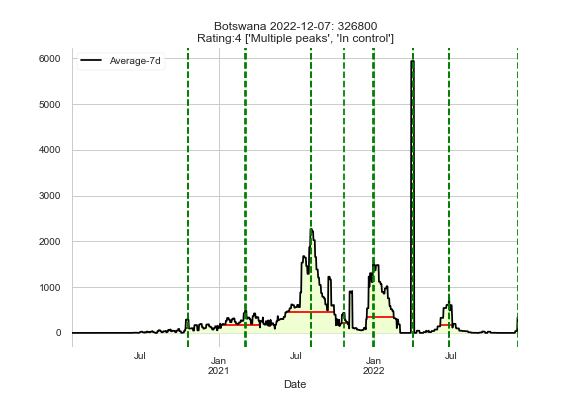 Botswana 2022-12-07: 326800
Rating:4 ['Multiple peaks', 'In control']
Average-7d
6000
5000
4000
3000
2000
1000
0
Jul
Jan
2021
Jul
Jan
2022
Jul
Date